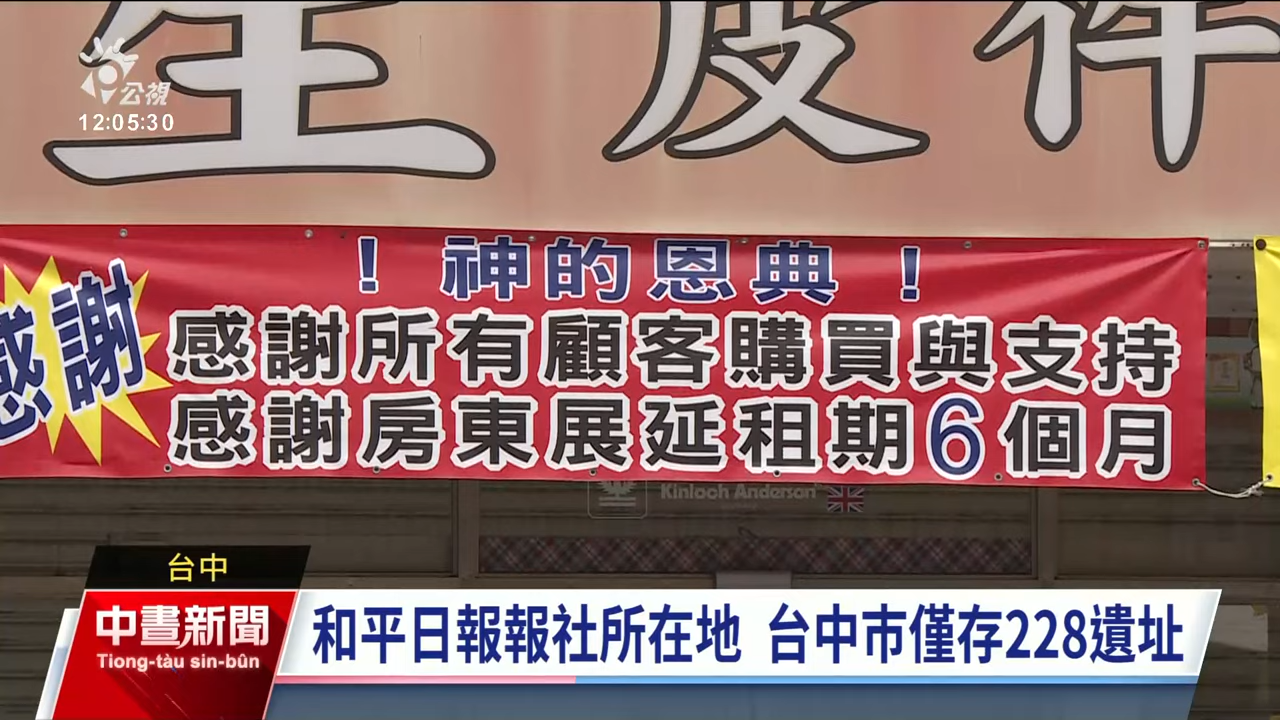 皇皮件
公視
12:05:30
！神的恩典！
感謝
感謝所有顧客購買與支持
感謝房東展延租期6個月
Kinloch Anderson
台中
中晝新聞
Tiong-tàu sin-bûn
和平日報報社所在地 台中市僅存228遺址